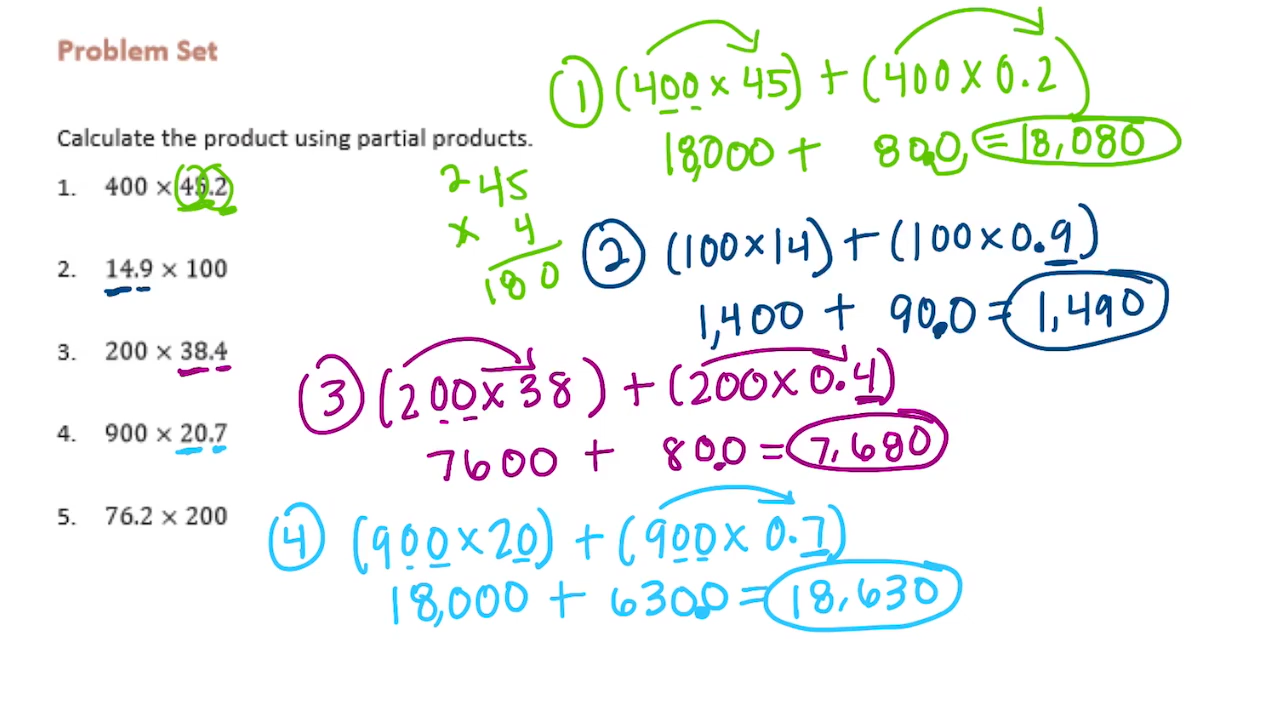 Problem Set
Calculate the product using partial products.
1. 400 × 45.2
2. 14.9 × 100
3. 200 × 38.4
4. 900 × 20.7
5. 76.2 × 200
2 45
× 4
180
① (400 × 45) + (400 × 0.2)
18,000 + 80.0, = 18,080
② (100 × 14) + (100 × 0.9)
1,400 + 90.0 = 1,490
③ (200 × 38) + (200 × 0.4)
7600 + 80.0 = 7,680
④ (900 × 20) + (900 × 0.7)
18,000 + 630.0 = 18,630